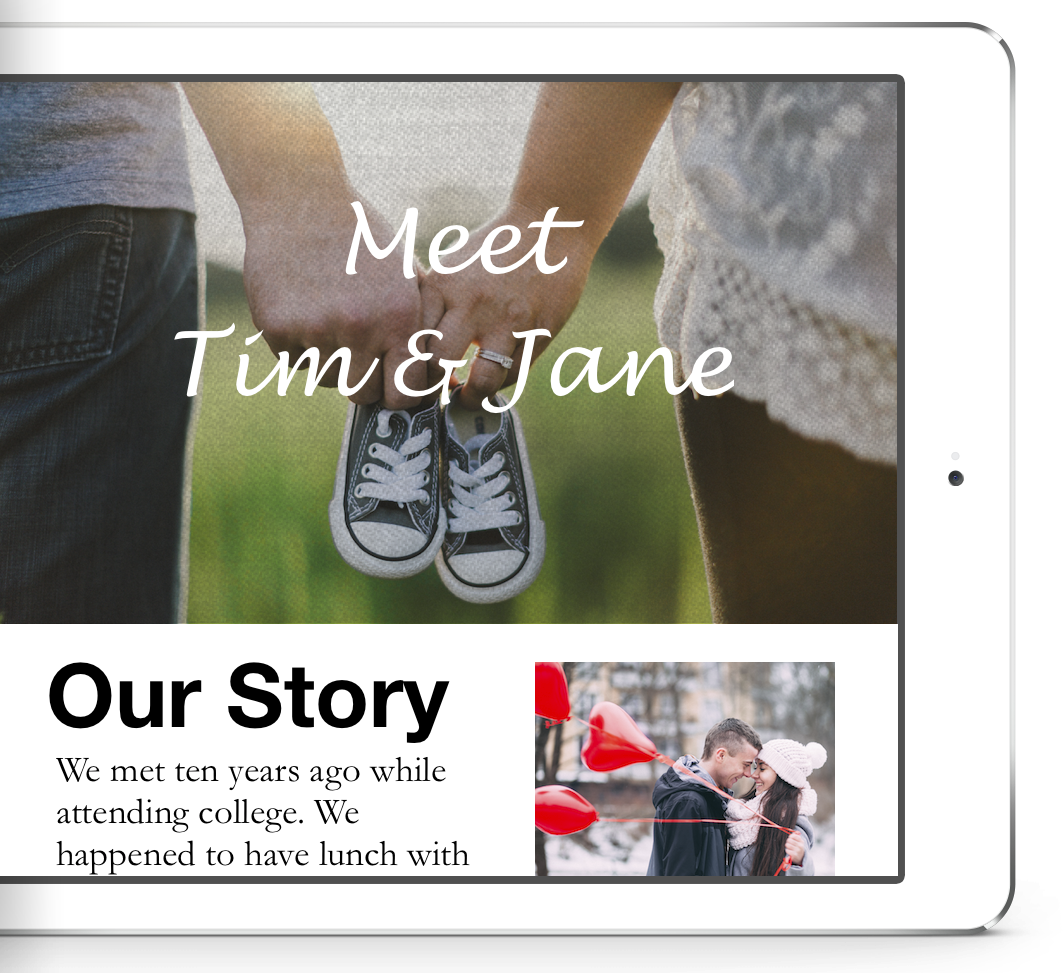 Meet
Tim & Jane
Our Story
We met ten years ago while
attending college. We
happened to have lunch with